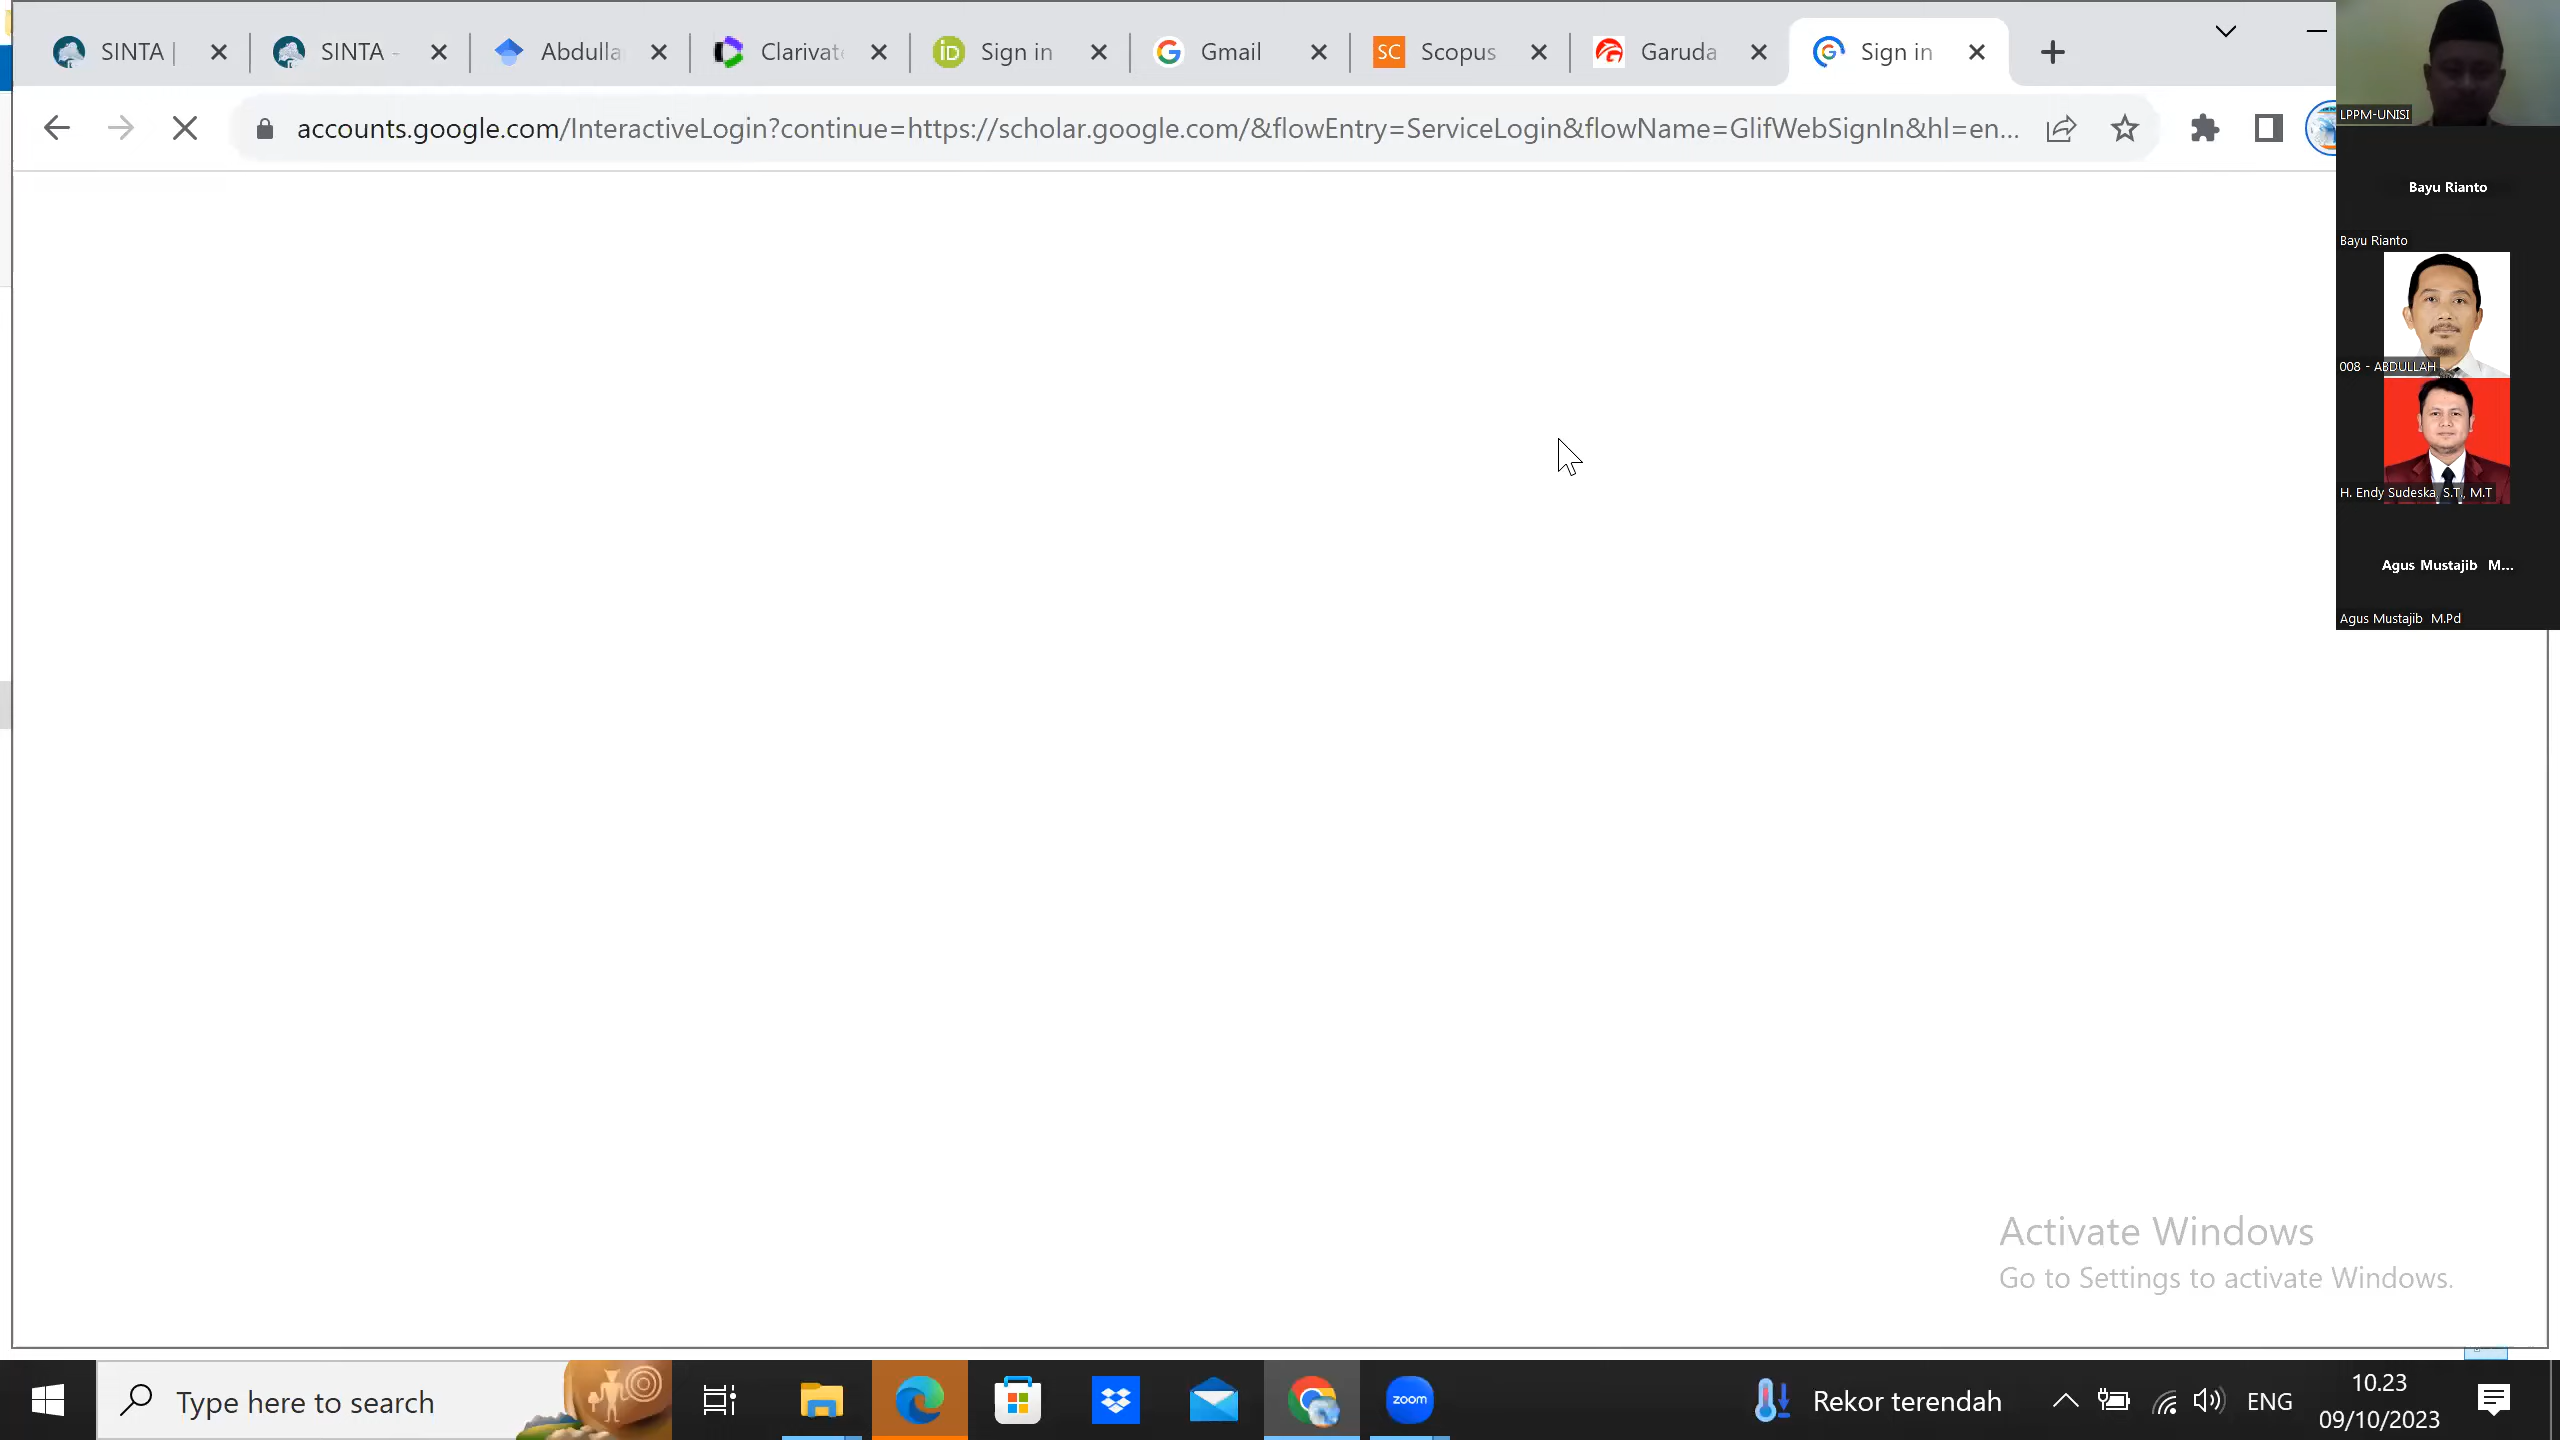 SINTA |
SINTA -
Abdulla
Clarivate
Sign in
Gmail
Scopus
Garuda
Sign in
accounts.google.com/InteractiveLogin?continue=https://scholar.google.com/&flowEntry=ServiceLogin&flowName=GlifWebSignIn&hl=en...
LPPM-UNISI
Bayu Rianto
Bayu Rianto
008 - ABDULLAH
H. Endy Sudeska, S.T., M.T
Agus Mustajib M...
Agus Mustajib M.Pd
Activate Windows
Go to Settings to activate Windows.
Type here to search
zoom
Rekor terendah
ENG
10.23
09/10/2023